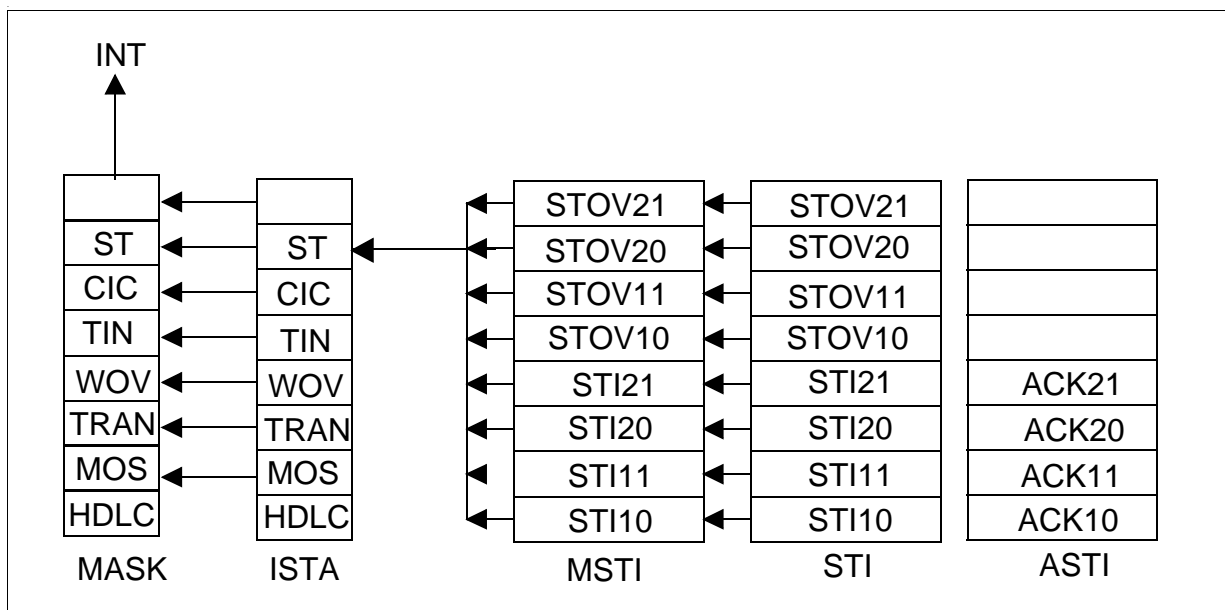 INT
STOV21 STOV21
ST ST STOV20 STOV20
CIC CIC STOV11 STOV11
TIN TIN STOV10 STOV10
WOV WOV STI21 STI21 ACK21
TRAN TRAN STI20 STI20 ACK20
MOS MOS STI11 STI11 ACK11
HDLC HDLC STI10 STI10 ACK10
MASK ISTA MSTI STI ASTI